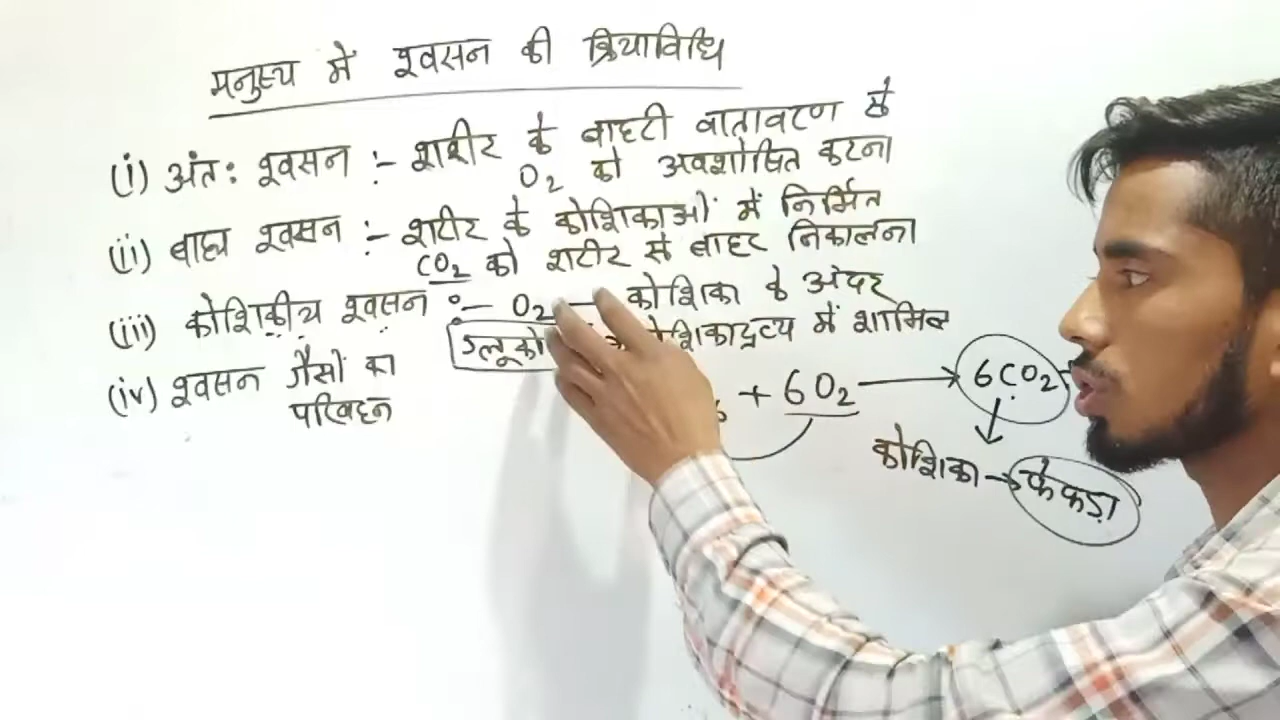 मनुष्य में श्वसन की क्रियाविधि
(i) अंतः श्वसन :- शरीर के बाहरी वातावरण से
O₂ को अवशोषित करना
(ii) बाह्य श्वसन :- शरीर के कोशिकाओं में निर्मित
CO₂ को शरीर से बाहर निकालना
(iii) कोशिकीय श्वसन :- O₂ — कोशिका के अंदर
ग्लूको कोशिकाद्रव्य में शामिल
(iv) श्वसन गैसों का
परिवहन
6 + 6O₂ → 6CO₂
कोशिका → फेफड़ा